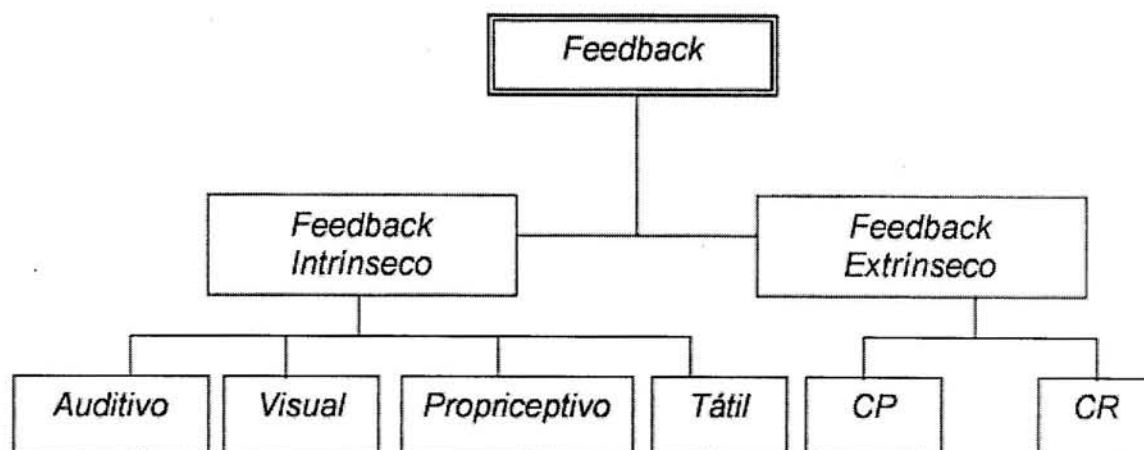 Feedback
Feedback
Intrínseco
Feedback
Extrínseco
Auditivo
Visual
Propriceptivo
Tátil
CP
CR